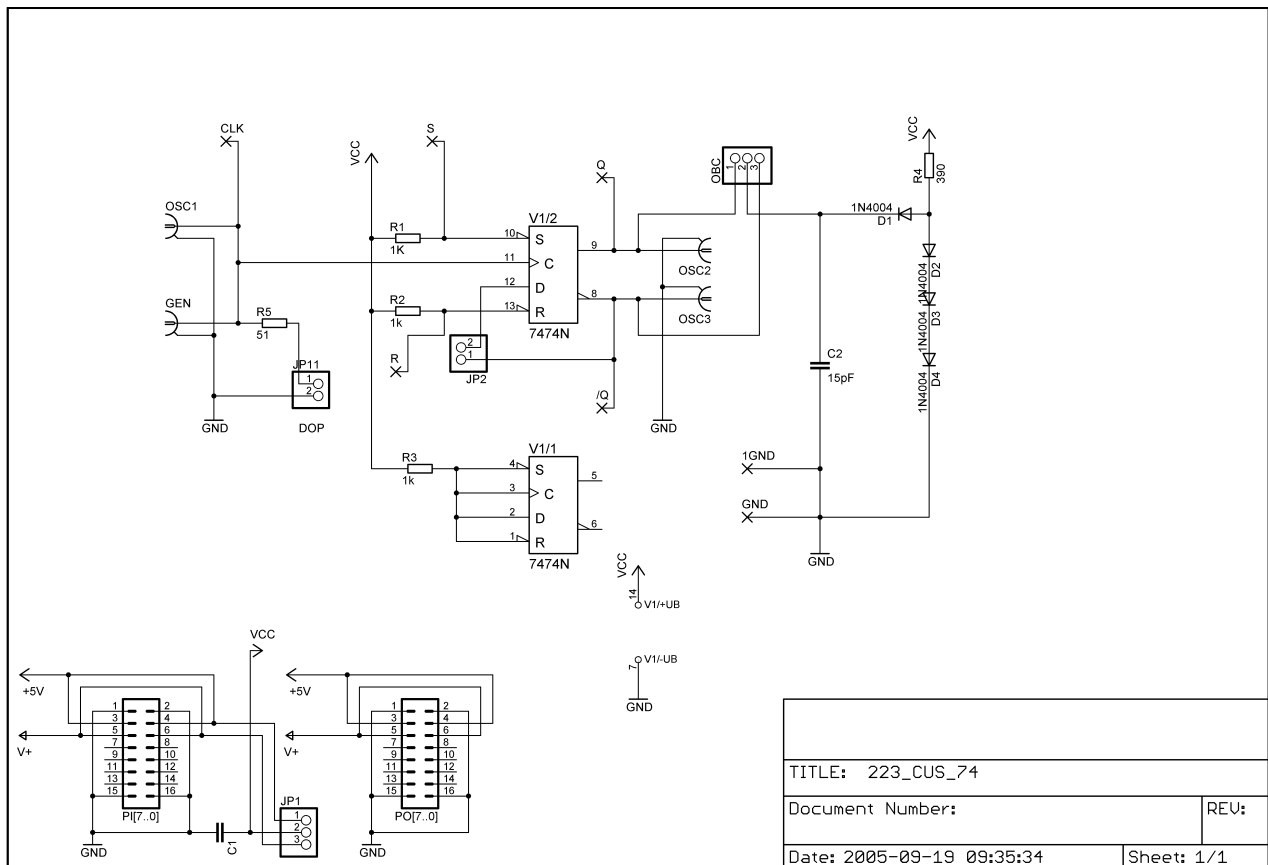 CLK
S
VCC
VCC
Q
OBC
1 2 3
R4
390
OSC1
1N4004
D1
R1
1K
V1/2
10 S
11 C
12 D
13 R
9
8
7474N
OSC2
OSC3
D2
1N4004
D3
1N4004
D4
1N4004
GEN
R5
51
R2
1k
R
2
1
JP2
JP11
1
2
DOP
GND
/Q
GND
C2
15pF
R3
1k
V1/1
4 S
3 C
2 D
1 R
5
6
7474N
1GND
GND
GND
VCC
14
V1/+UB
7
V1/-UB
GND
VCC
+5V
V+
1 2
3 4
5 6
7 8
9 10
11 12
13 14
15 16
PI[7..0]
GND
C1
JP1
1
2
3
+5V
V+
1 2
3 4
5 6
7 8
9 10
11 12
13 14
15 16
PO[7..0]
GND
TITLE: 223_CUS_74
Document Number:
REV:
Date: 2005-09-19 09:35:34
Sheet: 1/1